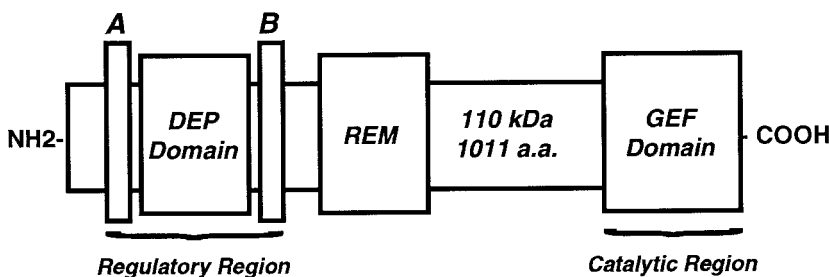 A
B
NH2-
DEP
Domain
REM
110 kDa
1011 a.a.
GEF
Domain
- COOH
Regulatory Region
Catalytic Region